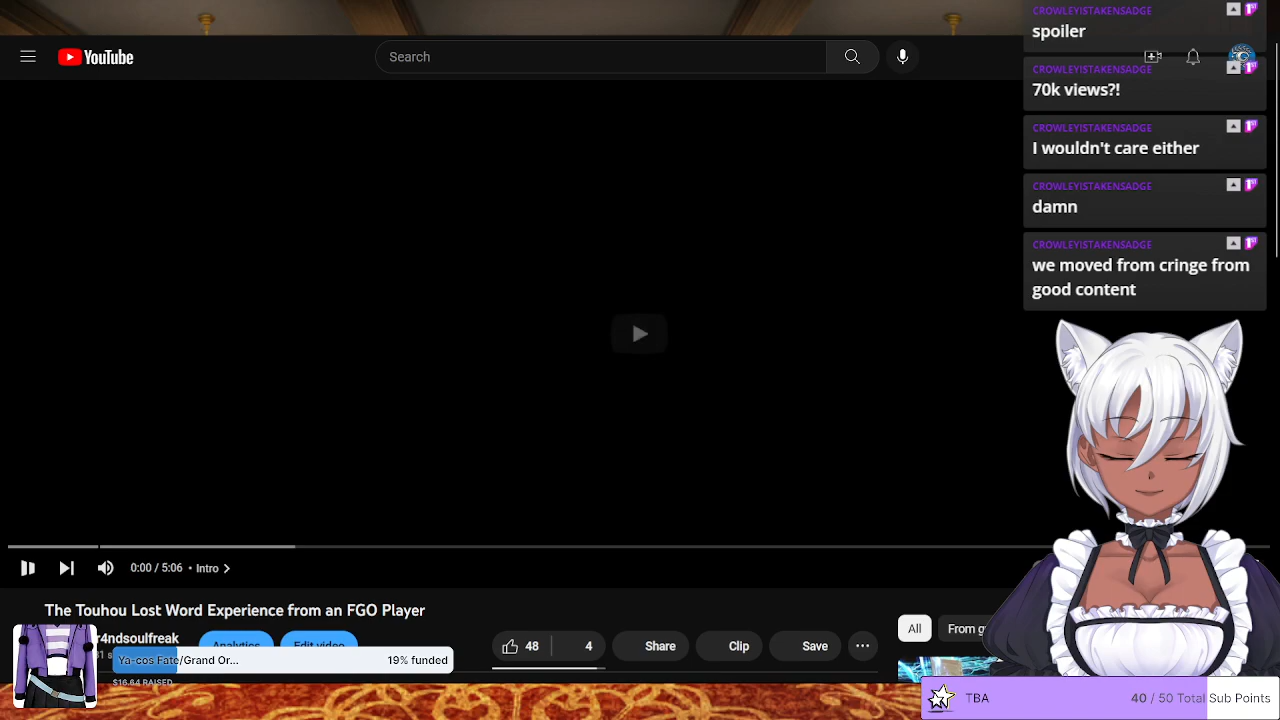 CROWLEYISTAKENSADGE
spoiler
YouTube
Search
CROWLEYISTAKENSADGE
70k views?!
CROWLEYISTAKENSADGE
I wouldn't care either
CROWLEYISTAKENSADGE
damn
CROWLEYISTAKENSADGE
we moved from cringe from
good content
0:00 / 5:06 • Intro
The Touhou Lost Word Experience from an FGO Player
r4ndsoulfreak
Analytics
Edit video
48
4
Share
Clip
Save
All
From
Ya-cos Fate/Grand Or...
19% funded
$16.64 RAISED
TBA
40 / 50 Total Sub Points